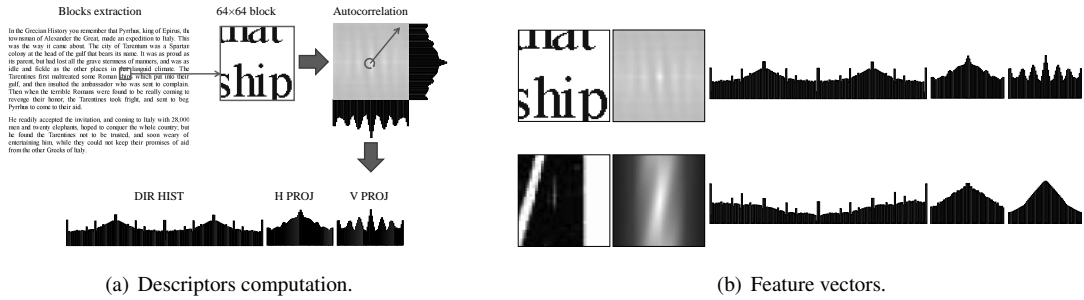 Blocks extraction
64×64 block
Autocorrelation
In the Grecian History you remember that Pyrrhus, king of Epirus, the
townsman of Alexander the Great, made an expedition to Italy. This
was the way it came about. The city of Tarentum was a Spartan
colony at the head of the gulf that bears its name. It was as proud as
its parent, but had lost all the grave sternness of manners, and was as
idle and fickle as the other places in that languid climate. The
Tarentines first maltreated some Roman ships which put into their
gulf, and then insulted the ambassador who was sent to complain.
Then when the terrible Romans were found to be really coming to
revenge their honor, the Tarentines took fright, and sent to beg
Pyrrhus to come to their aid.
He readily accepted the invitation, and coming to Italy with 28,000
men and twenty elephants, hoped to conquer the whole country; but
he found the Tarentines not to be trusted, and soon weary of
entertaining him, while they could not keep their promises of aid
from the other Greeks of Italy.
that
ship
DIR HIST
H PROJ
V PROJ
(a) Descriptors computation.
that
ship
(b) Feature vectors.